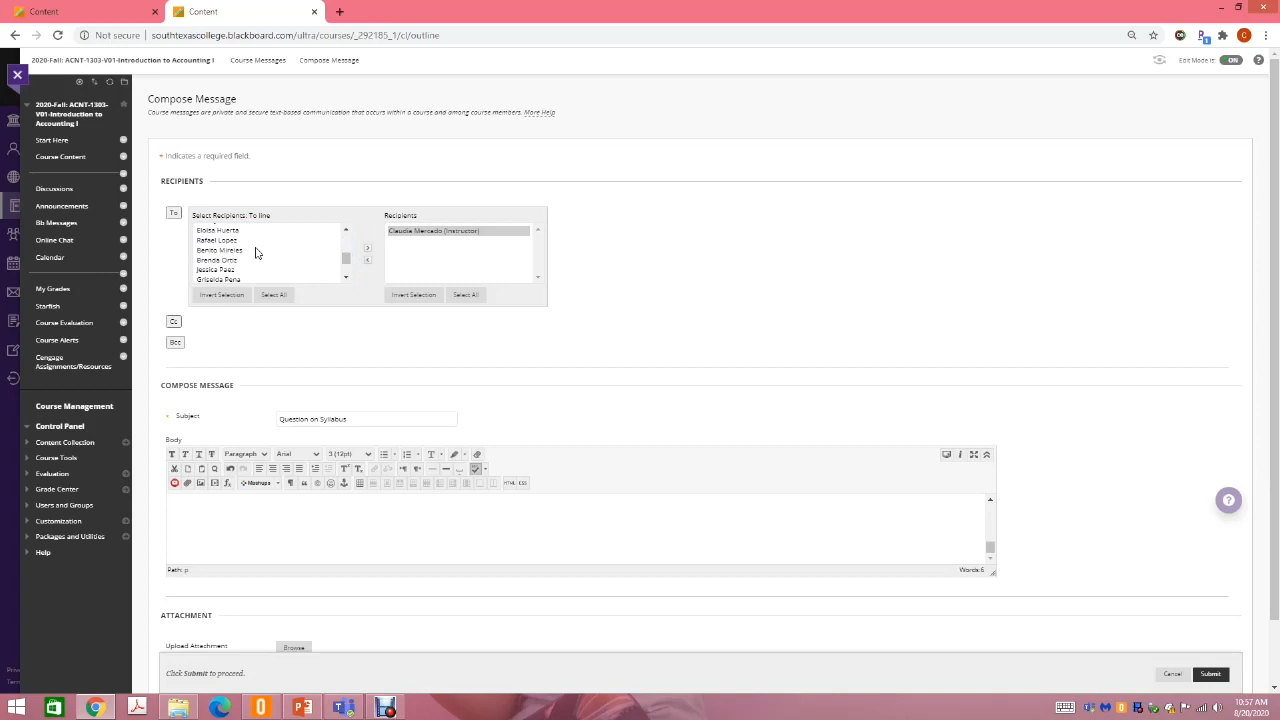 Content
Content
Not secure | southtexascollege.blackboard.com/ultra/courses/_292185_1/cl/outline
2020-Fall: ACNT-1303-V01-Introduction to Accounting I
Course Messages
Compose Message
Edit Mode is:
ON
2020-Fall: ACNT-1303-
V01-Introduction to
Accounting I
Start Here
Course Content
Discussions
Announcements
Bb Messages
Online Chat
Calendar
My Grades
Starfish
Course Evaluation
Course Alerts
Cengage
Assignments/Resources
Course Management
Control Panel
Content Collection
Course Tools
Evaluation
Grade Center
Users and Groups
Customization
Packages and Utilities
Help
Compose Message
Course messages are private and secure text-based communication that occurs within a course and among course members. More Help
* Indicates a required field.
RECIPIENTS
To
Select Recipients: To line
Eloisa Huerta
Rafael Lopez
Benito Mireles
Brenda Ortiz
Jessica Paez
Griselda Pena
Invert Selection
Select All
Recipients
Claudia Mercado (Instructor)
Invert Selection
Select All
Cc
Bcc
COMPOSE MESSAGE
* Subject
Question on Syllabus
Body
Paragraph
Arial
3 (12pt)
Mashups
HTML CSS
Path: p
Words:6
ATTACHMENT
Upload Attachment
Browse
Click Submit to proceed.
Cancel
Submit
10:57 AM
8/20/2020